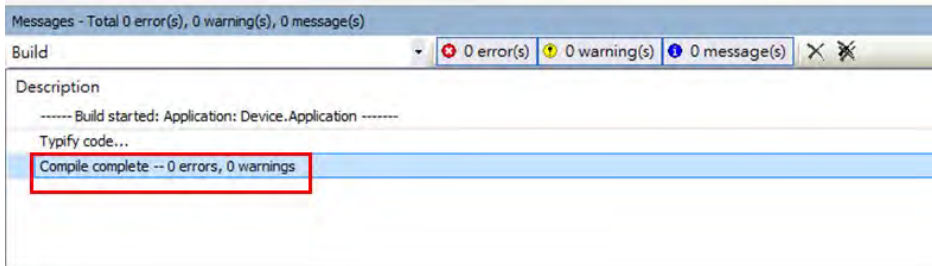 Messages - Total 0 error(s), 0 warning(s), 0 message(s)
Build 0 error(s) 0 warning(s) 0 message(s)
Description
------ Build started: Application: Device.Application -------
Typify code...
Compile complete -- 0 errors, 0 warnings